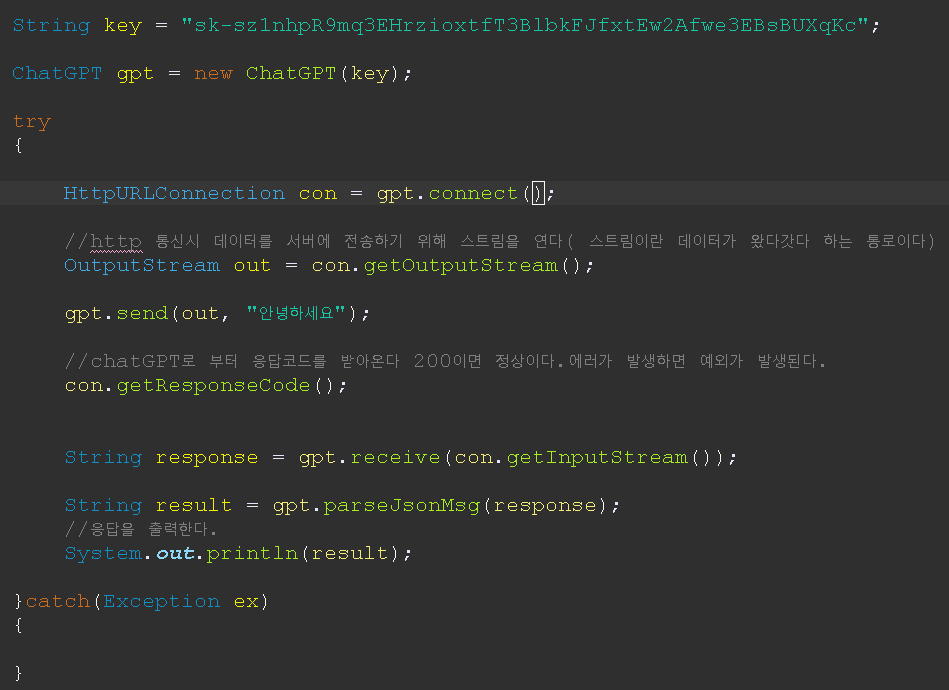 String key = "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";
ChatGPT gpt = new ChatGPT(key);
try
{
HttpURLConnection con = gpt.connect();
//http 통신시 데이터를 서버에 전송하기 위해 스트림을 연다( 스트림이란 데이터가 왔다갓다 하는 통로이다)
OutputStream out = con.getOutputStream();
gpt.send(out, "안녕하세요");
//chatGPT로 부터 응답코드를 받아온다 200이면 정상이다.에러가 발생하면 예외가 발생된다.
con.getResponseCode();
String response = gpt.receive(con.getInputStream());
String result = gpt.parseJsonMsg(response);
//응답을 출력한다.
System.out.println(result);
}catch(Exception ex)
{
}